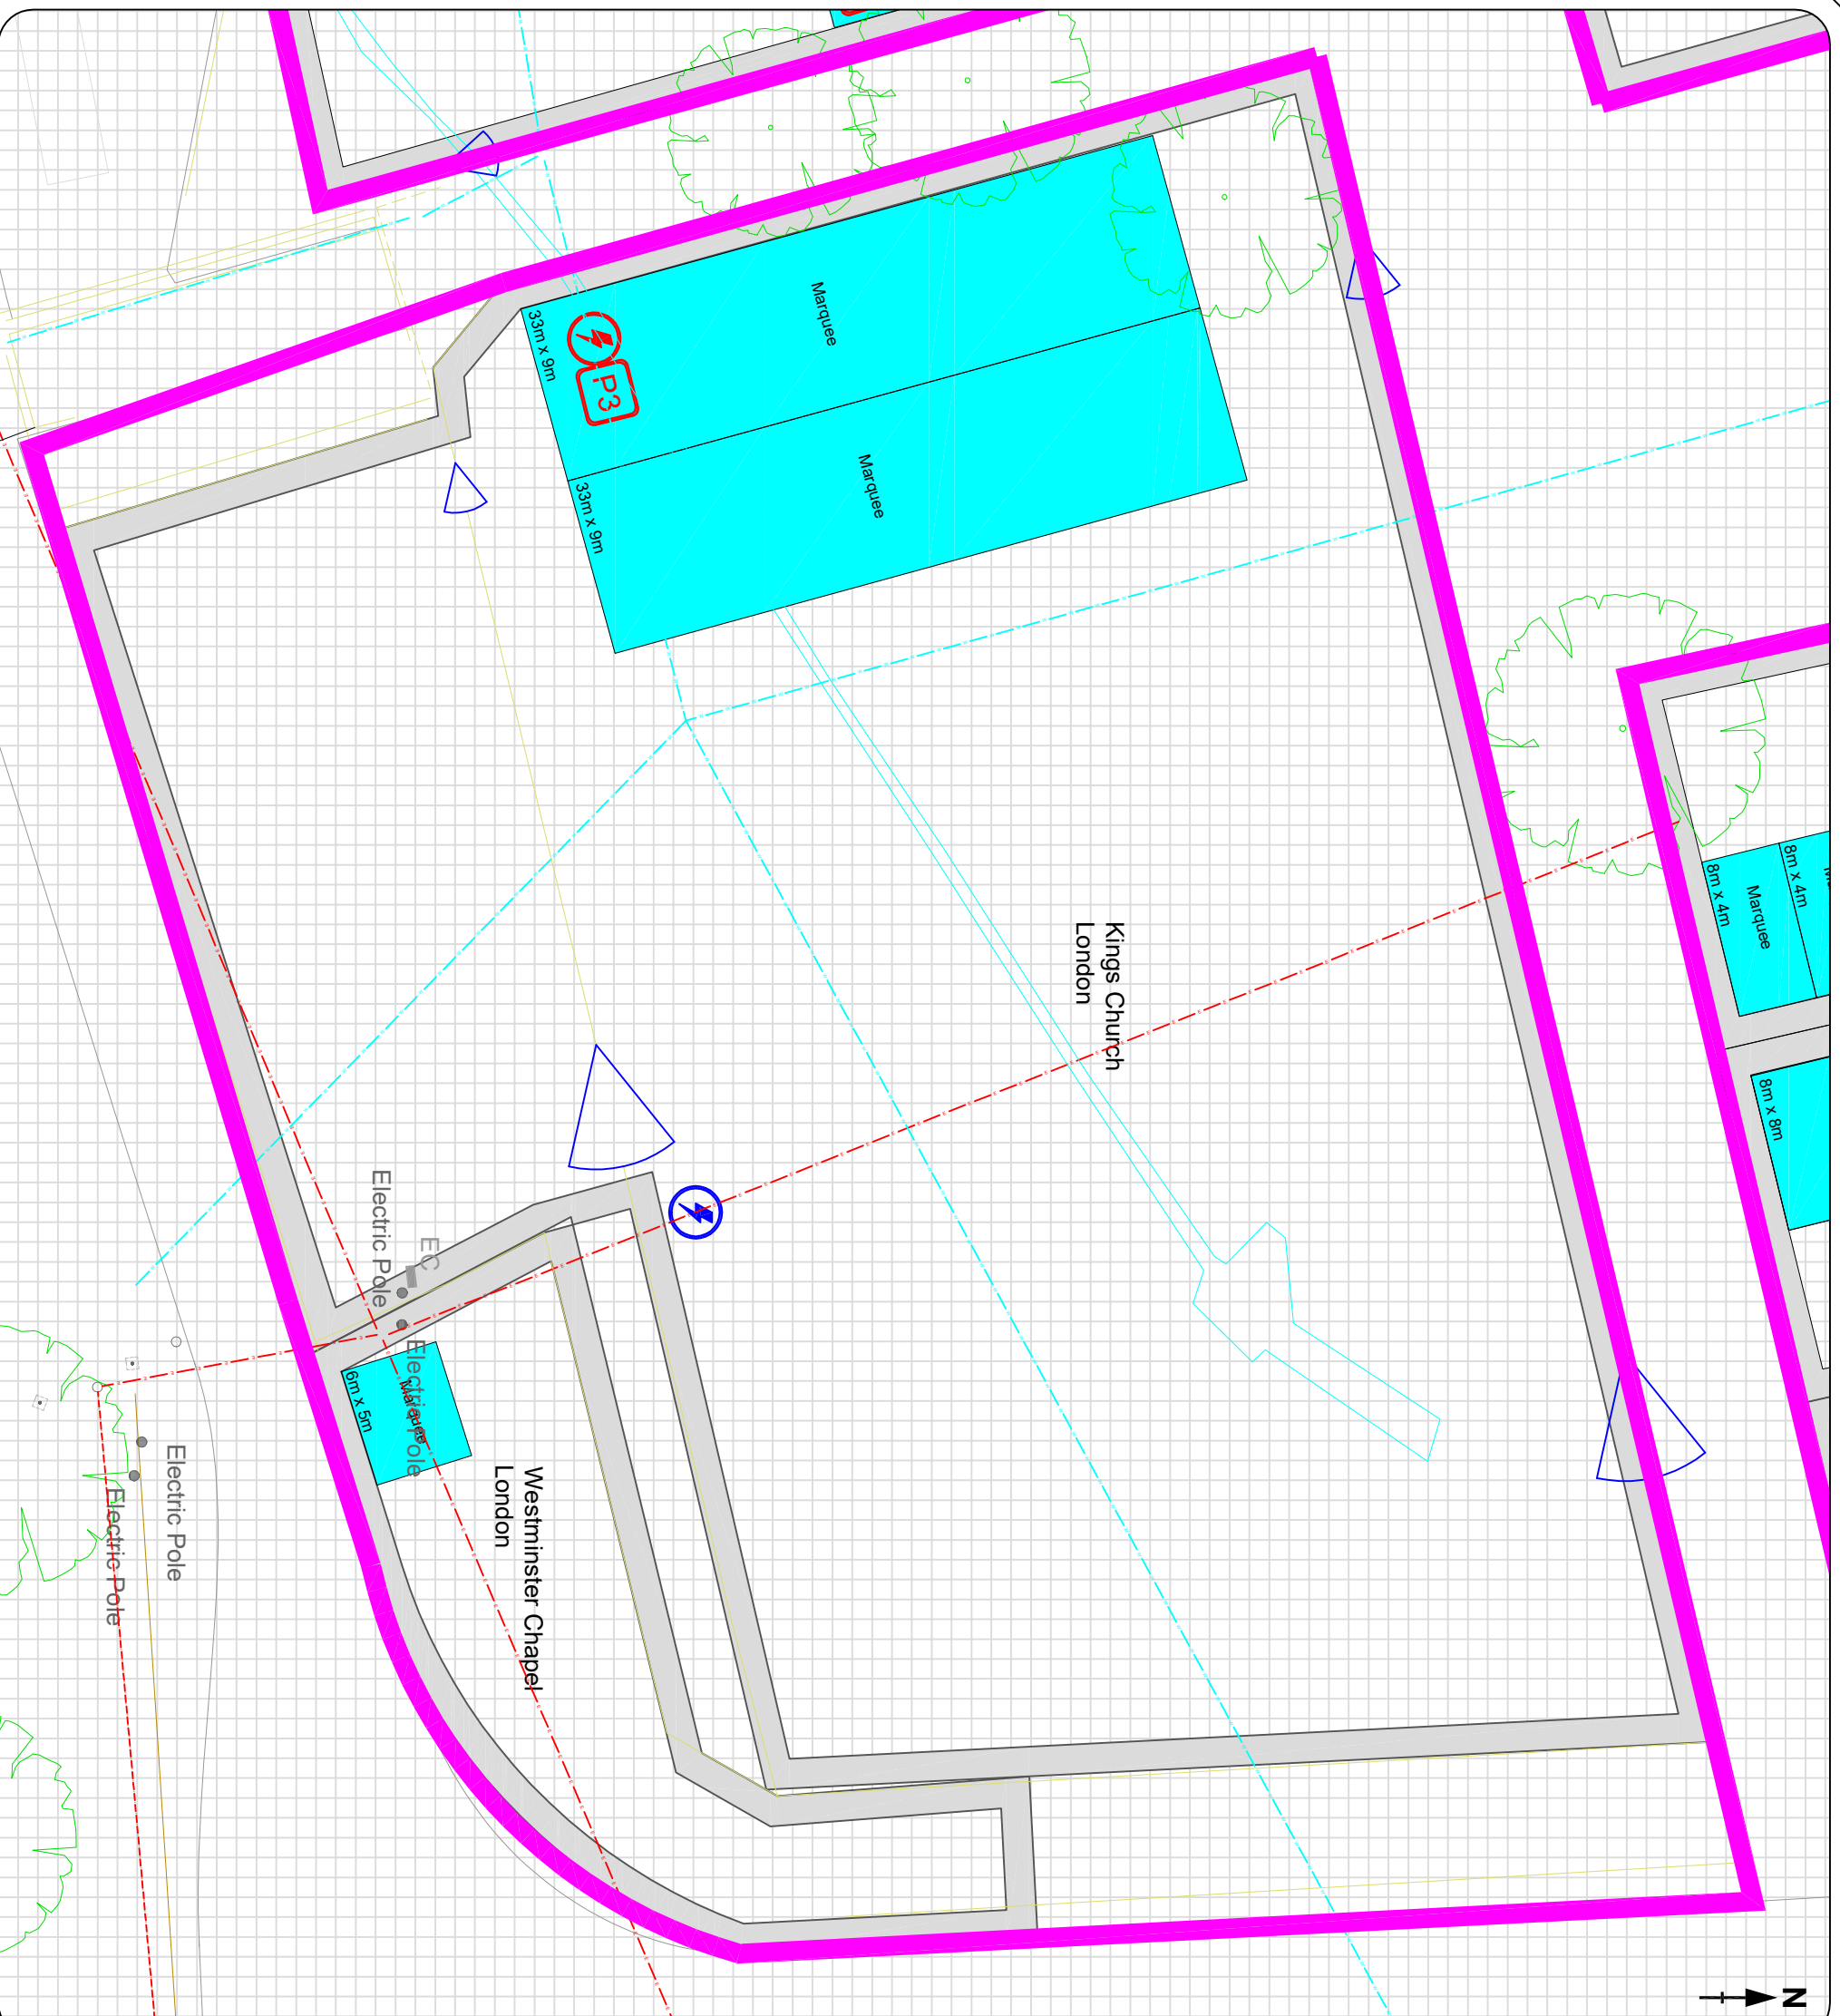 Marquee
33m x 9m
P3
Marquee
33m x 9m
Kings Church
London
8m x 4m
Marquee
8m x 4m
8m x 8m
Electric Pole
EC
Electric Pole
6m x 5m
Marquee
Westminster Chapel
London
Electric Pole
Electric Pole
N